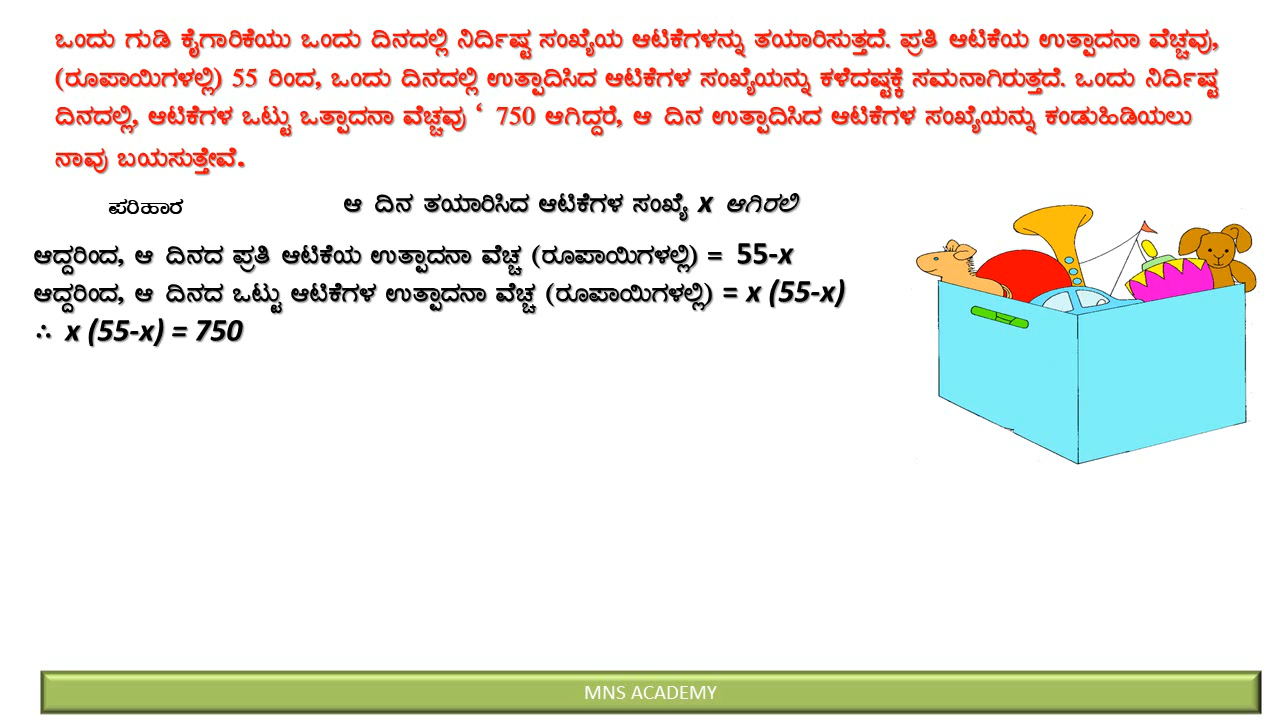 ಒಂದು ಗುಡಿ ಕೈಗಾರಿಕೆಯು ಒಂದು ದಿನದಲ್ಲಿ ನಿರ್ದಿಷ್ಟ ಸಂಖ್ಯೆಯ ಆಟಿಕೆಗಳನ್ನು ತಯಾರಿಸುತ್ತದೆ. ಪ್ರತಿ ಆಟಿಕೆಯ ಉತ್ಪಾದನಾ ವೆಚ್ಚವು,
(ರೂಪಾಯಿಗಳಲ್ಲಿ) 55 ರಿಂದ, ಒಂದು ದಿನದಲ್ಲಿ ಉತ್ಪಾದಿಸಿದ ಆಟಿಕೆಗಳ ಸಂಖ್ಯೆಯನ್ನು ಕಳೆದಷ್ಟಕ್ಕೆ ಸಮನಾಗಿರುತ್ತದೆ. ಒಂದು ನಿರ್ದಿಷ್ಟ
ದಿನದಲ್ಲಿ, ಆಟಿಕೆಗಳ ಒಟ್ಟು ಒತ್ಪಾದನಾ ವೆಚ್ಚವು ‘ 750 ಆಗಿದ್ದರೆ, ಆ ದಿನ ಉತ್ಪಾದಿಸಿದ ಆಟಿಕೆಗಳ ಸಂಖ್ಯೆಯನ್ನು ಕಂಡುಹಿಡಿಯಲು
ನಾವು ಬಯಸುತ್ತೇವೆ.
ಪರಿಹಾರ ಆ ದಿನ ತಯಾರಿಸಿದ ಆಟಿಕೆಗಳ ಸಂಖ್ಯೆ x ಆಗಿರಲಿ
ಆದ್ದರಿಂದ, ಆ ದಿನದ ಪ್ರತಿ ಆಟಿಕೆಯ ಉತ್ಪಾದನಾ ವೆಚ್ಚ (ರೂಪಾಯಿಗಳಲ್ಲಿ) = 55-x
ಆದ್ದರಿಂದ, ಆ ದಿನದ ಒಟ್ಟು ಆಟಿಕೆಗಳ ಉತ್ಪಾದನಾ ವೆಚ್ಚ (ರೂಪಾಯಿಗಳಲ್ಲಿ) = x (55-x)
∴ x (55-x) = 750
MNS ACADEMY